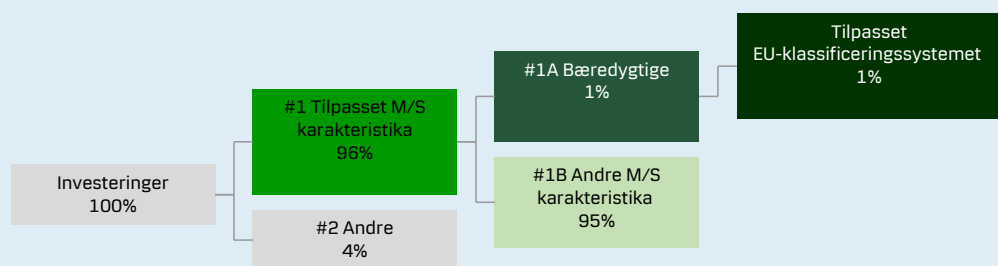 Investeringer
100%
#1 Tilpasset M/S
karakteristika
96%
#2 Andre
4%
#1A Bæredygtige
1%
#1B Andre M/S
karakteristika
95%
Tilpasset
EU-klassificeringssystemet
1%